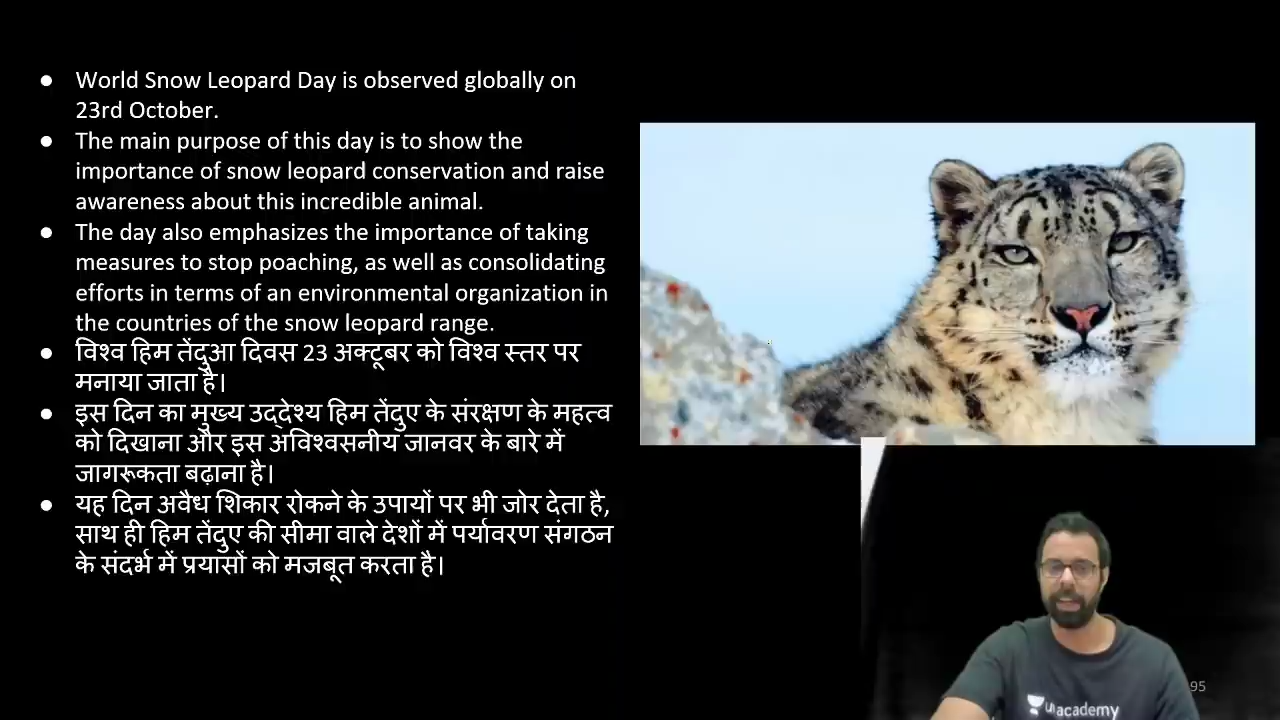 ● World Snow Leopard Day is observed globally on
23rd October.
● The main purpose of this day is to show the
importance of snow leopard conservation and raise
awareness about this incredible animal.
● The day also emphasizes the importance of taking
measures to stop poaching, as well as consolidating
efforts in terms of an environmental organization in
the countries of the snow leopard range.
● विश्व हिम तेंदुआ दिवस 23 अक्टूबर को विश्व स्तर पर
मनाया जाता है।
● इस दिन का मुख्य उद्देश्य हिम तेंदुए के संरक्षण के महत्व
को दिखाना और इस अविश्वसनीय जानवर के बारे में
जागरूकता बढ़ाना है।
● यह दिन अवैध शिकार रोकने के उपायों पर भी जोर देता है,
साथ ही हिम तेंदुए की सीमा वाले देशों में पर्यावरण संगठन
के संदर्भ में प्रयासों को मजबूत करता है।
95